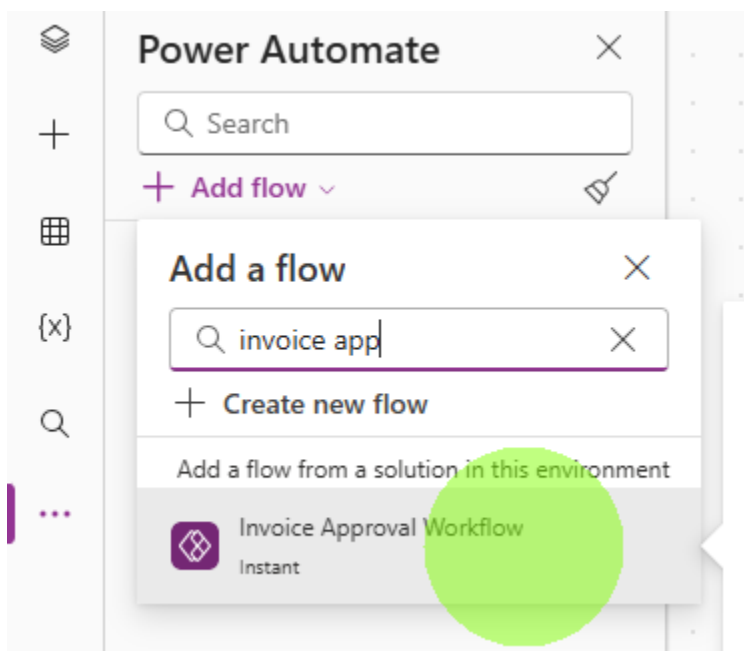 Power Automate
Search
Add flow
Add a flow
{x}
invoice app
Create new flow
Add a flow from a solution in this environment
Invoice Approval Workflow
Instant